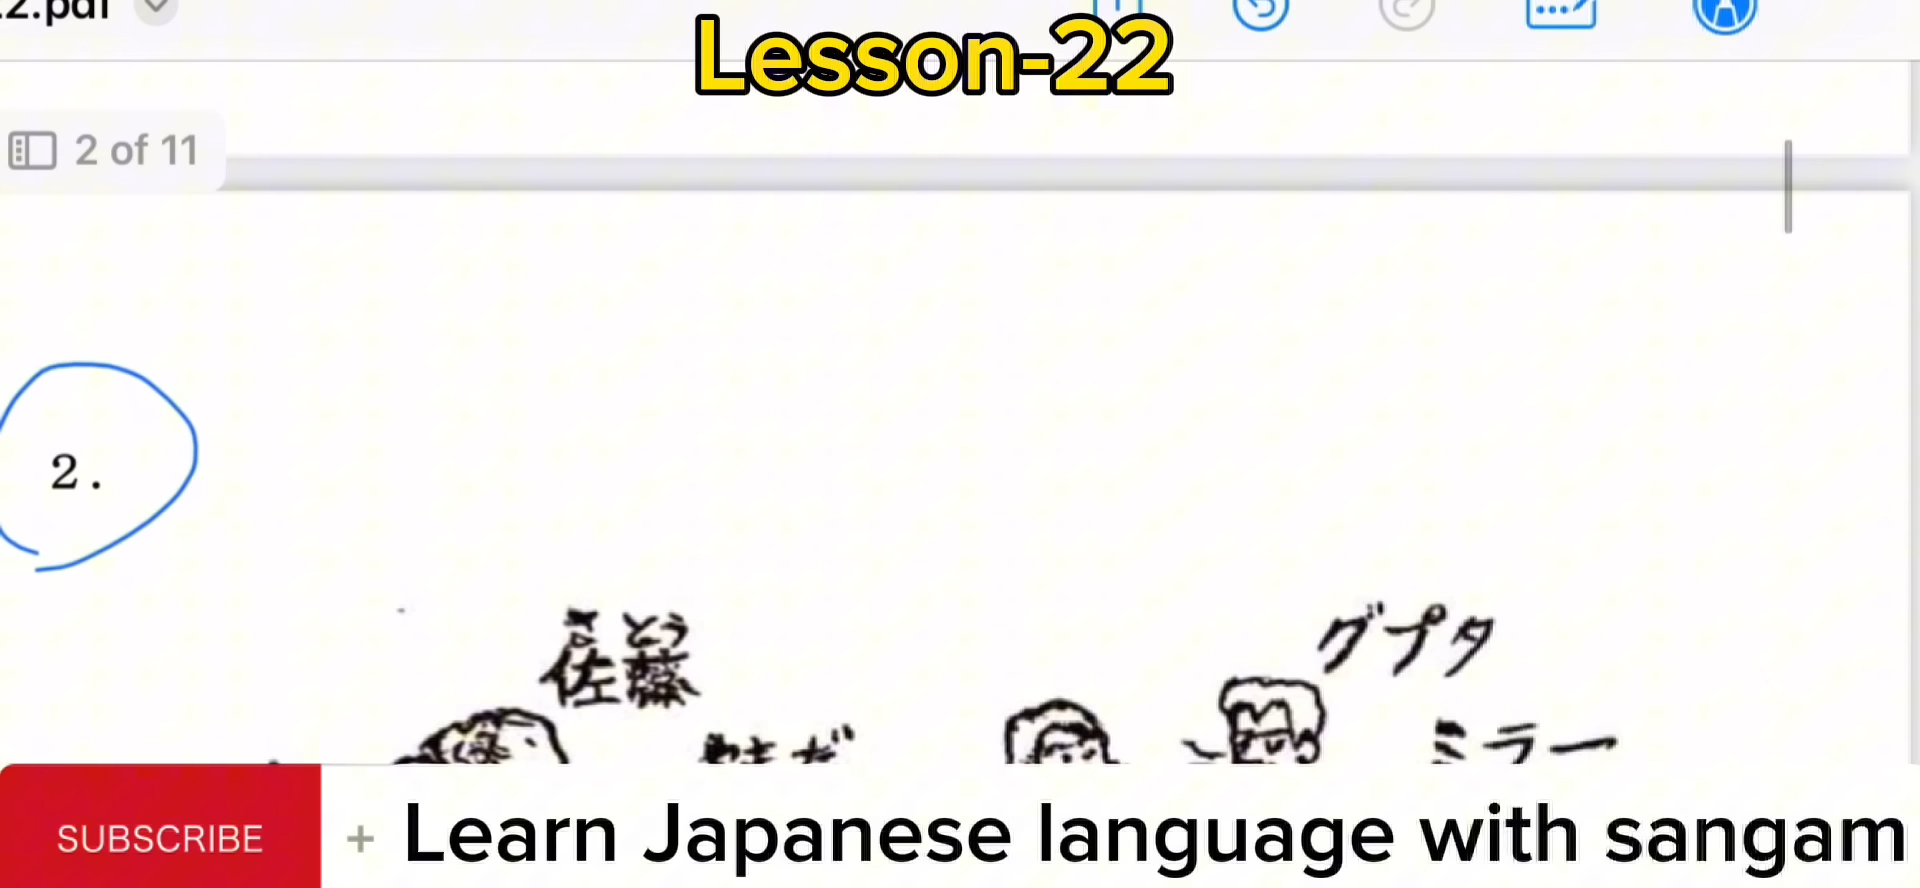 2.pdf
Lesson-22
2 of 11
2.
さ とう
佐藤
グプタ
ミラー
SUBSCRIBE
+ Learn Japanese language with sangam